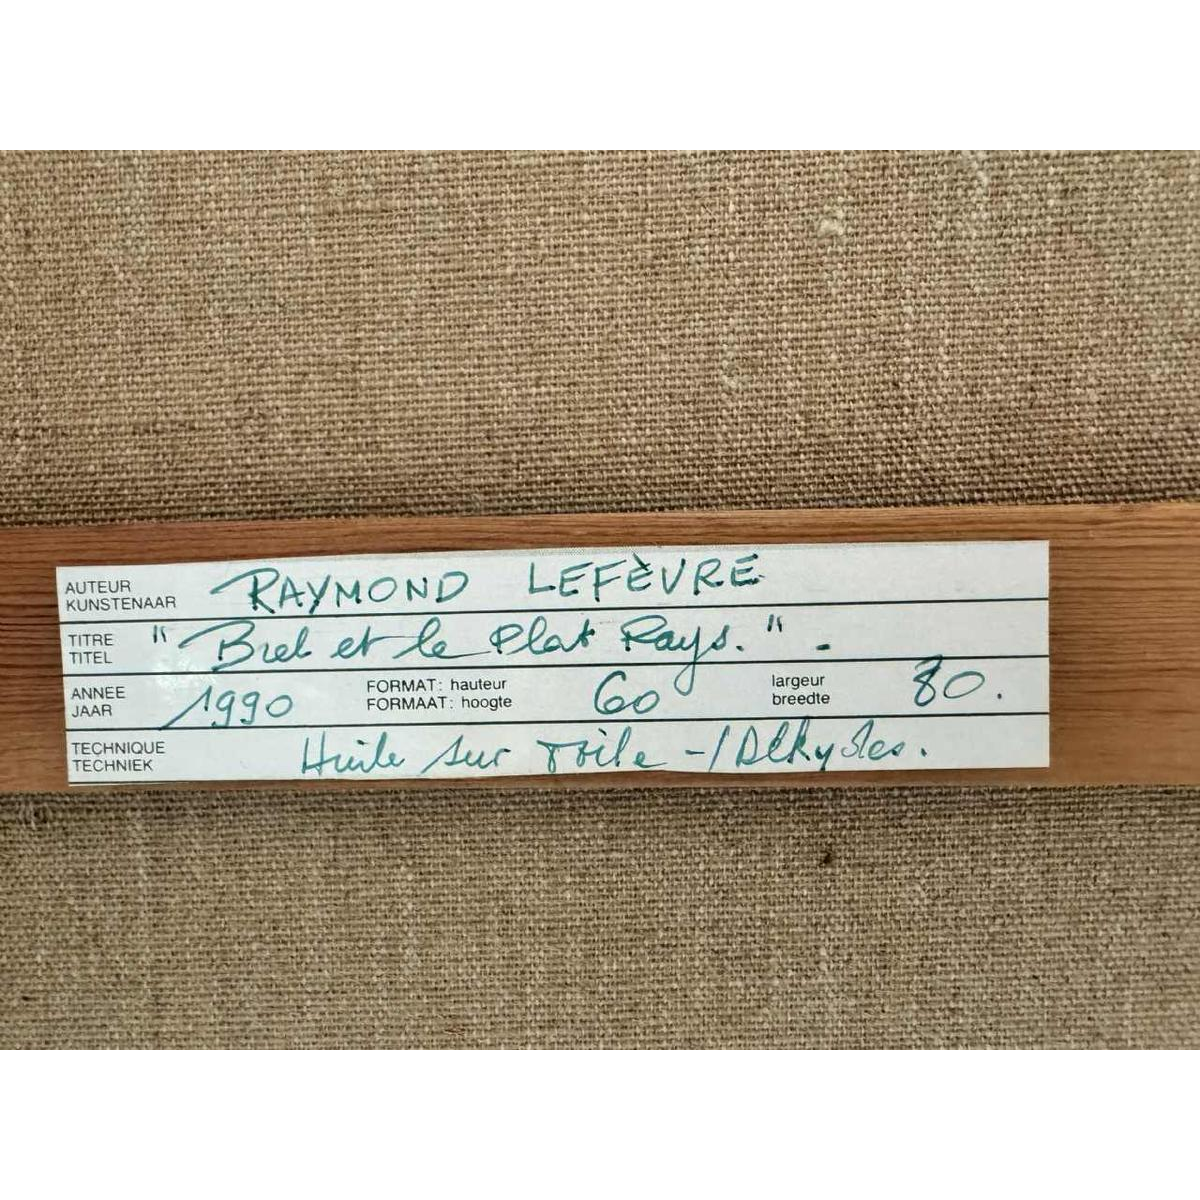 AUTEUR RAYMOND LEFÈVRE
KUNSTENAAR
TITRE "Brel et le Plat Pays." -
TITEL
ANNEE 1990 FORMAT: hauteur 60 largeur 80.
JAAR FORMAAT: hoogte breedte
TECHNIQUE Huile sur toile - / Alkydes.
TECHNIEK